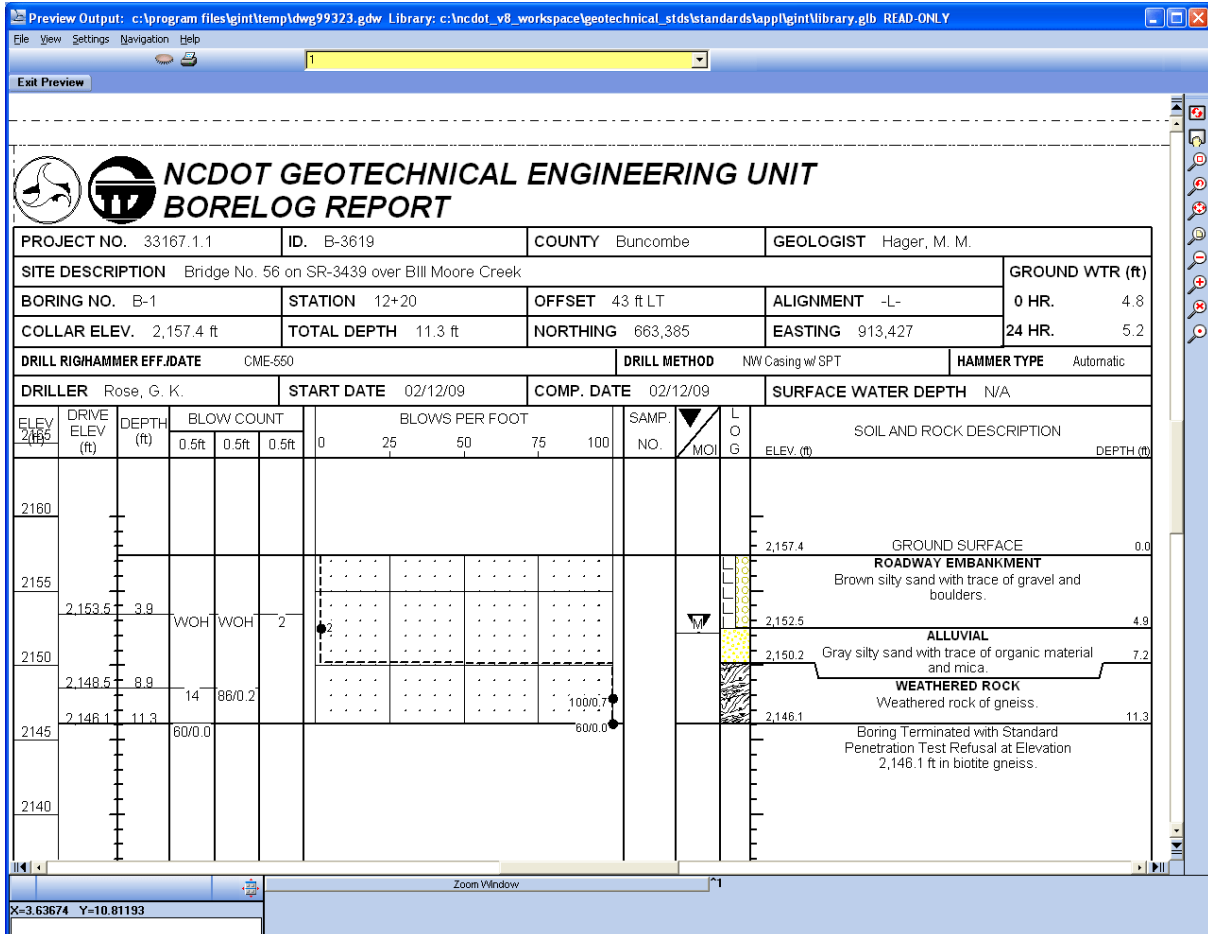 Preview Output: c:\program files\gint\temp\dwg99323.gdw Library: c:\ncdot_v8_workspace\geotechnical_stds\standards\appl\gint\library.glb READ-ONLY
File View Settings Navigation Help
1
Exit Preview
NCDOT GEOTECHNICAL ENGINEERING UNIT
BORELOG REPORT
PROJECT NO. 33167.1.1 ID. B-3619 COUNTY Buncombe GEOLOGIST Hager, M. M.
SITE DESCRIPTION Bridge No. 56 on SR-3439 over BIll Moore Creek GROUND WTR (ft)
BORING NO. B-1 STATION 12+20 OFFSET 43 ft LT ALIGNMENT -L- 0 HR. 4.8
COLLAR ELEV. 2,157.4 ft TOTAL DEPTH 11.3 ft NORTHING 663,385 EASTING 913,427 24 HR. 5.2
DRILL RIG/HAMMER EFF./DATE CME-550 DRILL METHOD NW Casing w/ SPT HAMMER TYPE Automatic
DRILLER Rose, G. K. START DATE 02/12/09 COMP. DATE 02/12/09 SURFACE WATER DEPTH N/A
ELEV (ft) DRIVE ELEV (ft) DEPTH (ft) BLOW COUNT 0.5ft 0.5ft 0.5ft BLOWS PER FOOT 0 25 50 75 100 SAMP. NO. MOI LOG SOIL AND ROCK DESCRIPTION ELEV. (ft) DEPTH (ft)
2165
2160
2,157.4 GROUND SURFACE 0.0
ROADWAY EMBANKMENT
2155 Brown silty sand with trace of gravel and
boulders.
2,153.5 3.9 WOH WOH 2 2 M 2,152.5 4.9
ALLUVIAL
2150 2,150.2 Gray silty sand with trace of organic material 7.2
and mica.
2,148.5 8.9 14 86/0.2 100/0.7 WEATHERED ROCK
Weathered rock of gneiss.
2,146.1 11.3 60/0.0 60/0.0 2,146.1 11.3
2145 Boring Terminated with Standard
Penetration Test Refusal at Elevation
2,146.1 ft in biotite gneiss.
2140
Zoom Window ^1
X=3.63674 Y=10.81193